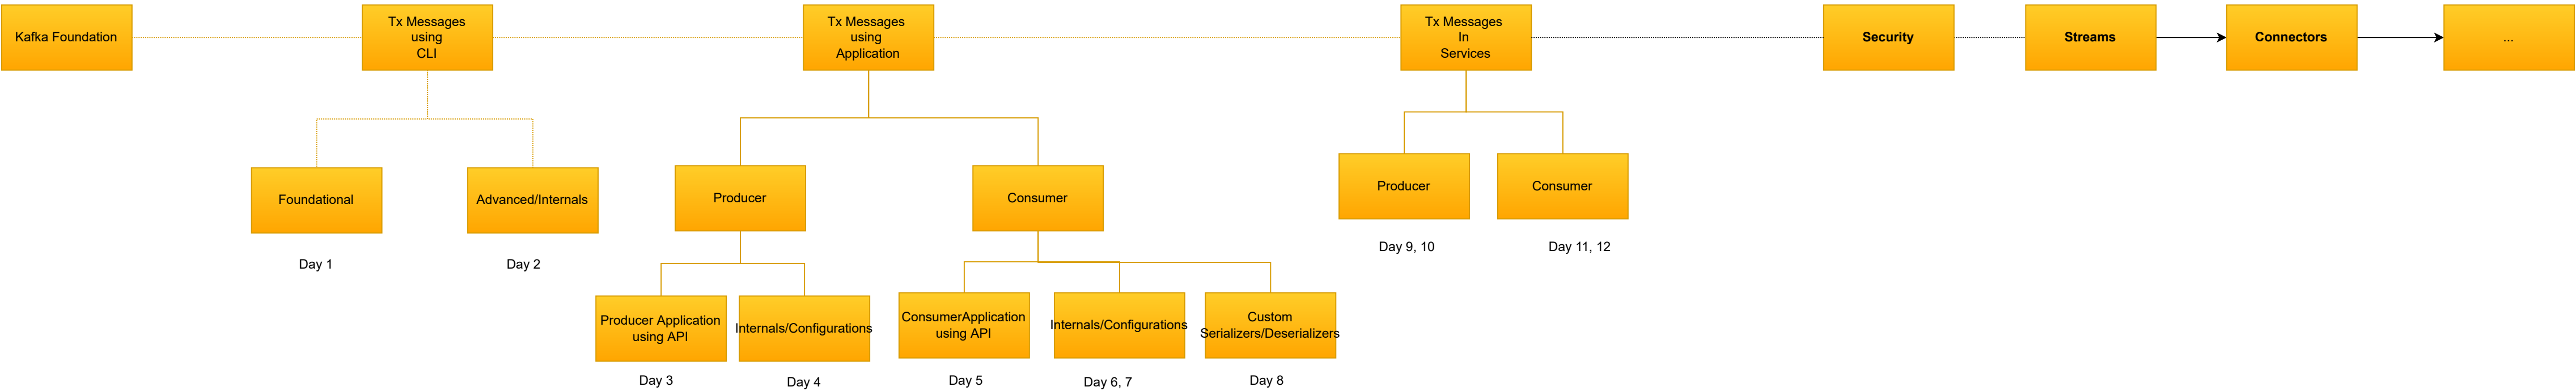 Kafka Foundation
Tx Messages
using
CLI
Tx Messages
using
Application
Tx Messages
In
Services
Security
Streams
Connectors
...
Foundational
Advanced/Internals
Producer
Consumer
Producer
Consumer
Day 1
Day 2
Day 9, 10
Day 11, 12
Producer Application
using API
Internals/Configurations
ConsumerApplication
using API
Internals/Configurations
Custom
Serializers/Deserializers
Day 3
Day 4
Day 5
Day 6, 7
Day 8